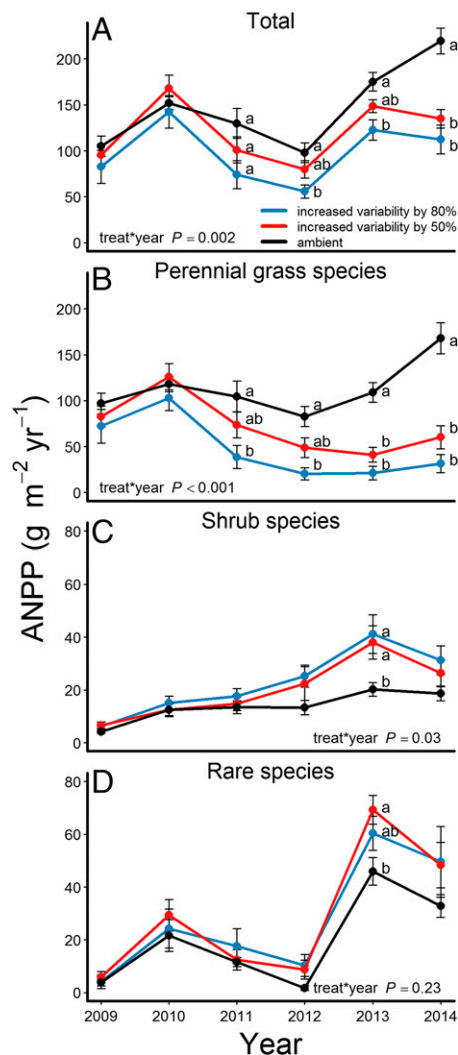 A
Total
200
150
100
50
0
a
a
a
a
a
ab
b
a
ab
b
a
b
b
increased variability by 80%
increased variability by 50%
ambient
treat*year P = 0.002
B
Perennial grass species
200
150
100
50
0
a
ab
b
a
ab
b
a
b
b
a
b
b
treat*year P < 0.001
C
Shrub species
80
60
40
20
0
a
a
b
treat*year P = 0.03
D
Rare species
80
60
40
20
0
a
ab
b
treat*year P = 0.23
2009 2010 2011 2012 2013 2014
Year
ANPP (g m⁻² yr⁻¹)